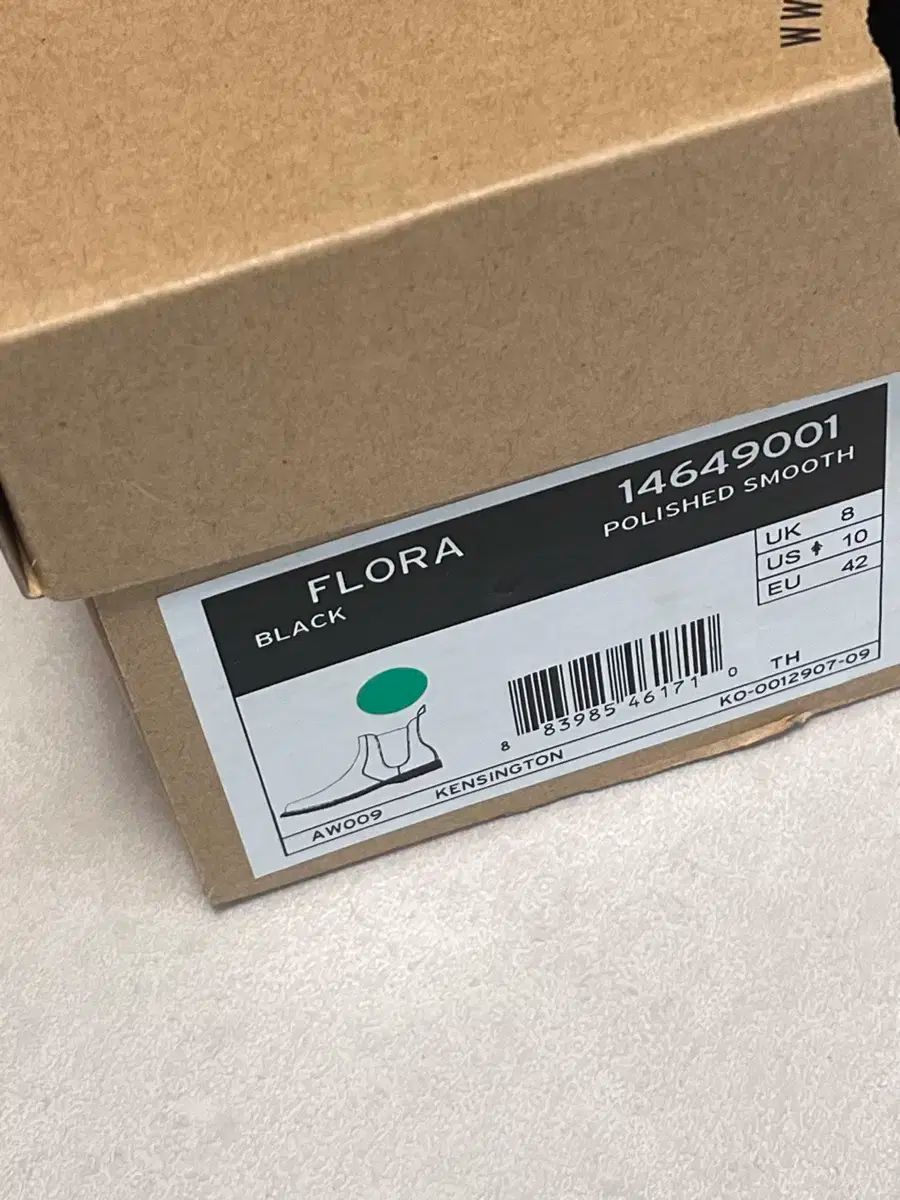 WW
14649001
POLISHED SMOOTH
FLORA
BLACK
UK 8
US 10
EU 42
8 83985 46171 0
TH
KO-0012907-09
KENSINGTON
AW009